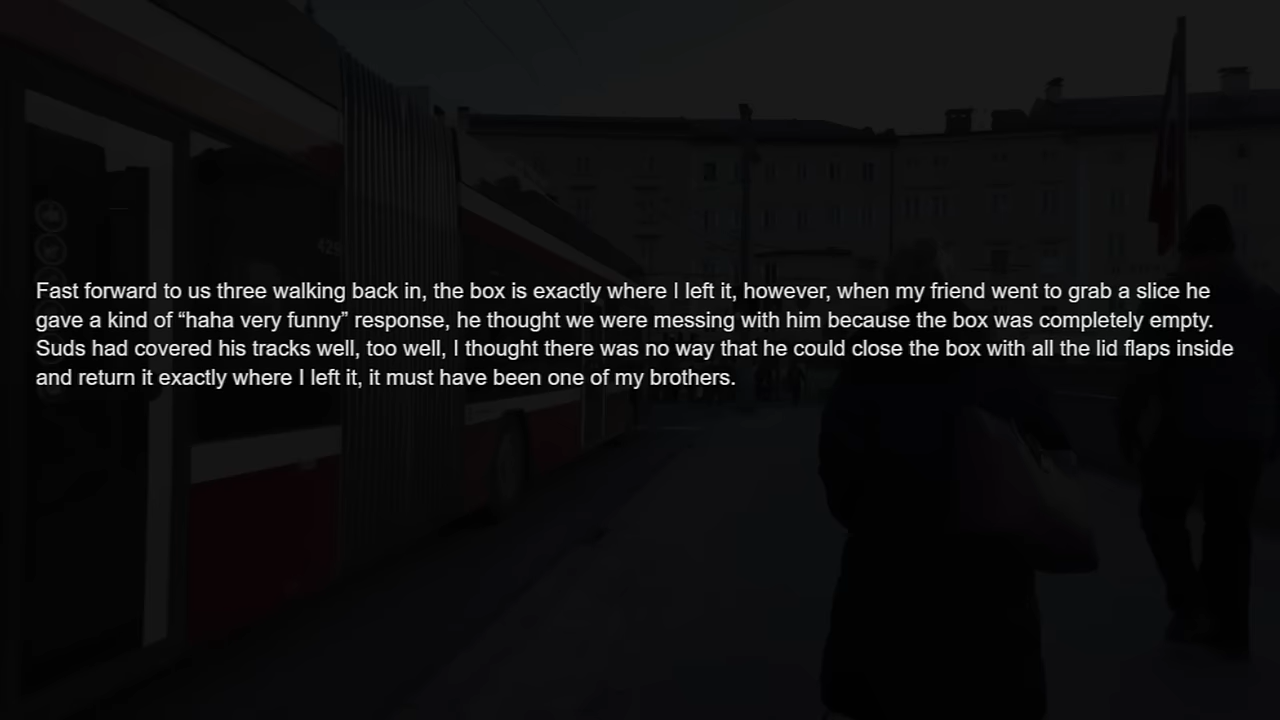 Fast forward to us three walking back in, the box is exactly where I left it, however, when my friend went to grab a slice he
gave a kind of “haha very funny” response, he thought we were messing with him because the box was completely empty.
Suds had covered his tracks well, too well, I thought there was no way that he could close the box with all the lid flaps inside
and return it exactly where I left it, it must have been one of my brothers.